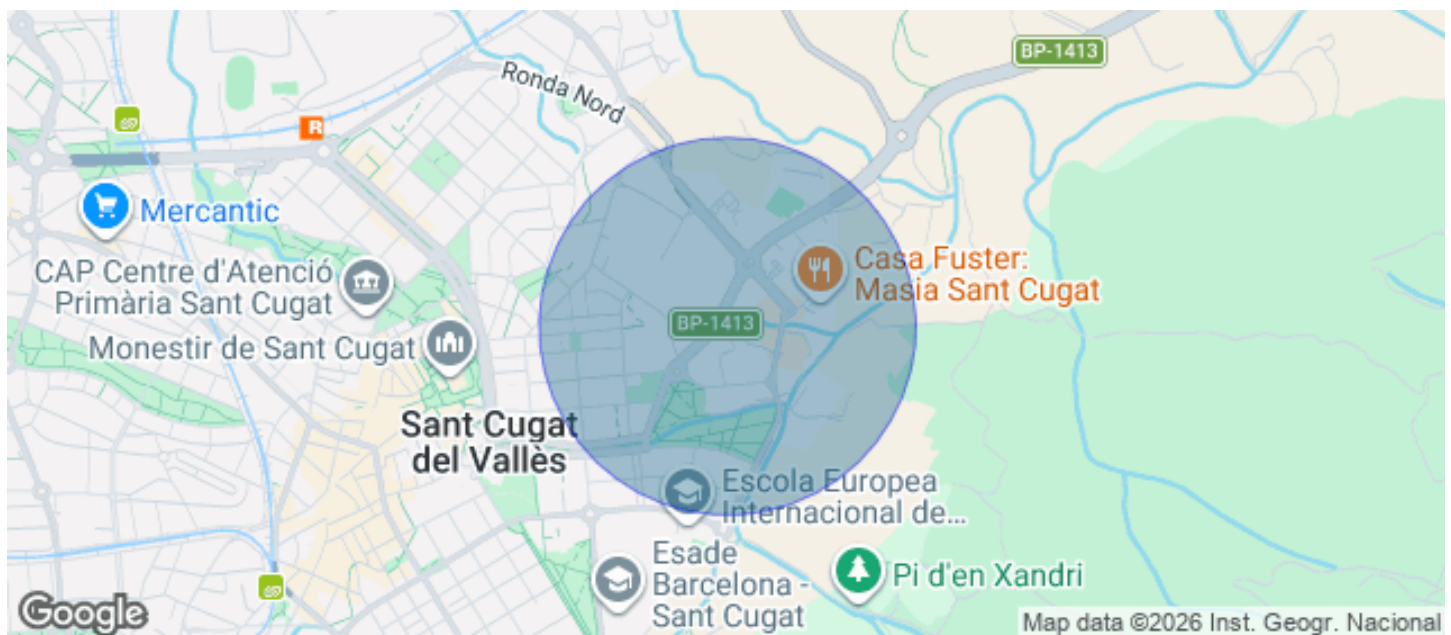 BP-1413
Ronda Nord
R
Mercantic
CAP Centre d'Atenció
Primària Sant Cugat
Casa Fuster:
Masia Sant Cugat
BP-1413
Monestir de Sant Cugat
Sant Cugat
del Vallès
Escola Europea
Internacional de...
Esade
Barcelona -
Sant Cugat
Pi d'en Xandri
Google
Map data ©2026 Inst. Geogr. Nacional